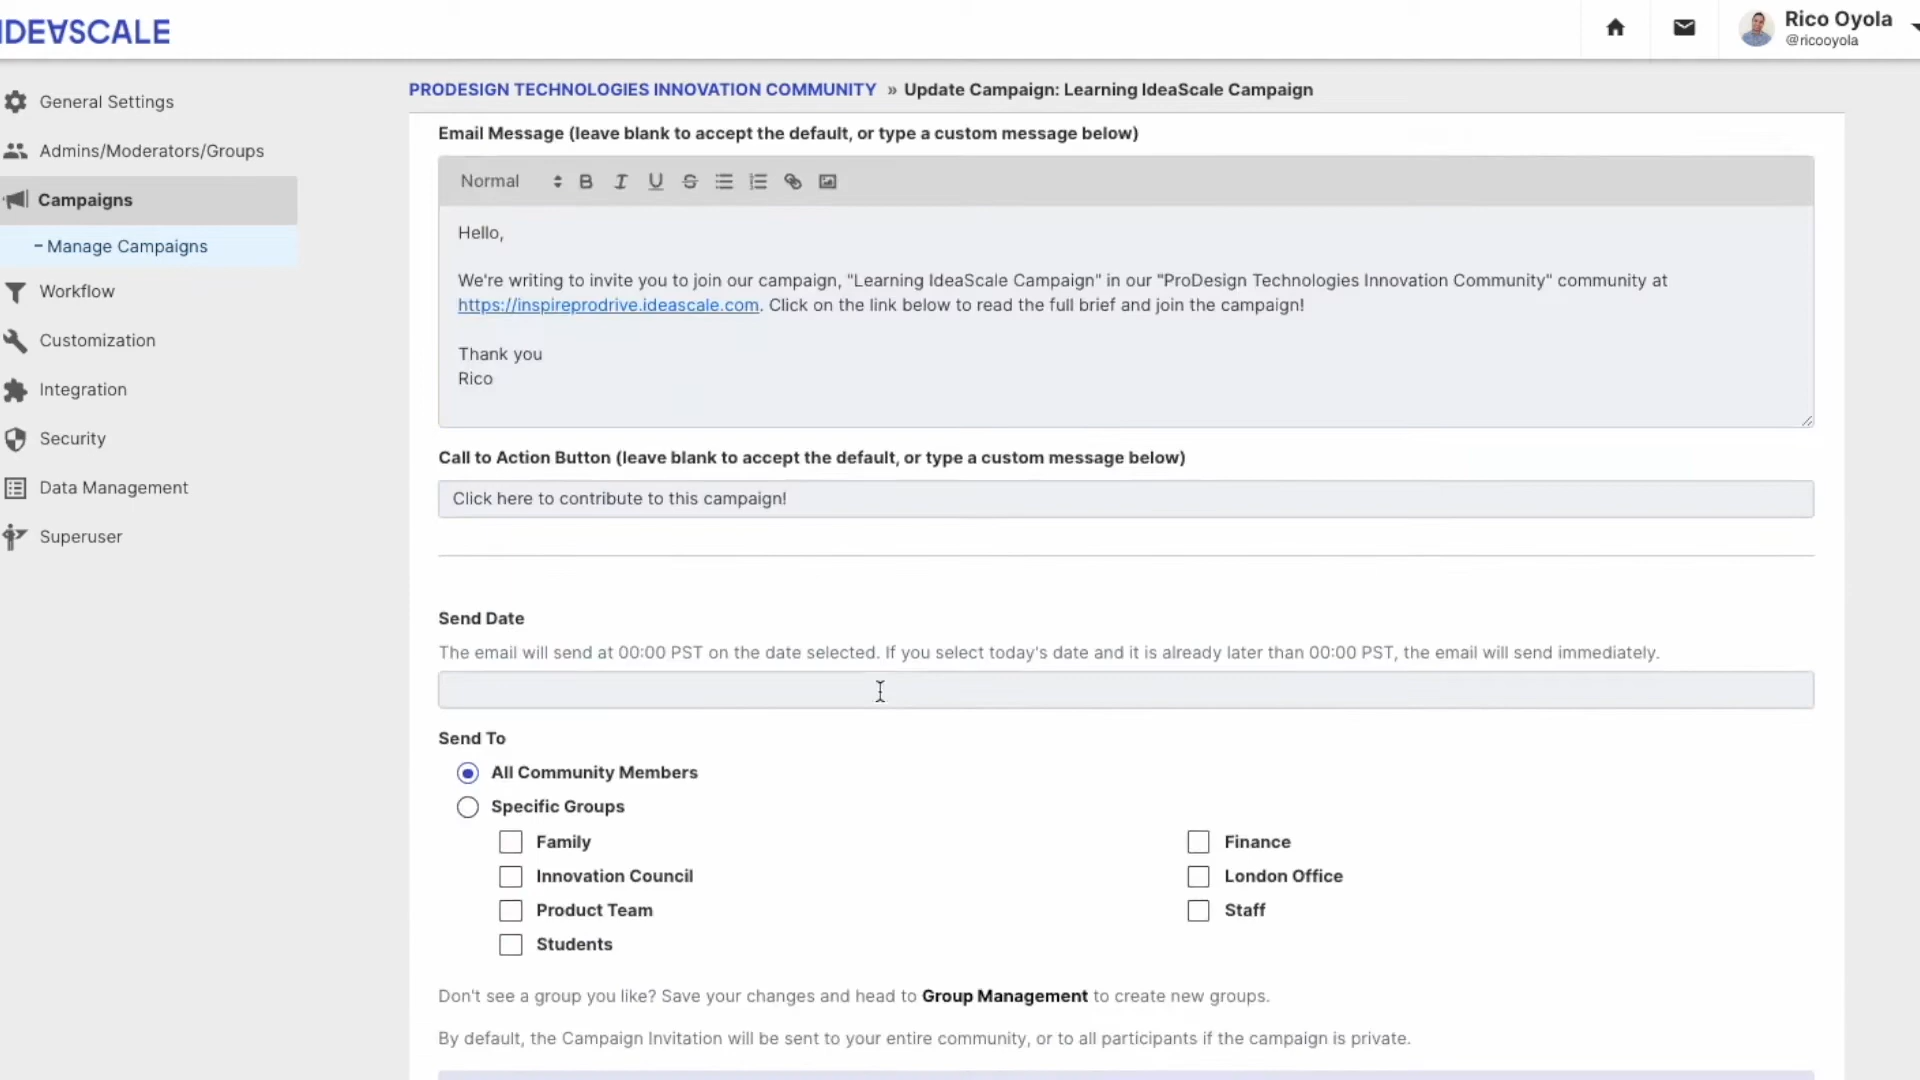 IDEASCALE
Rico Oyola
@ricooyola
General Settings
Admins/Moderators/Groups
Campaigns
– Manage Campaigns
Workflow
Customization
Integration
Security
Data Management
Superuser
PRODESIGN TECHNOLOGIES INNOVATION COMMUNITY » Update Campaign: Learning IdeaScale Campaign
Email Message (leave blank to accept the default, or type a custom message below)
Normal B I U S
Hello,
We're writing to invite you to join our campaign, "Learning IdeaScale Campaign" in our "ProDesign Technologies Innovation Community" community at
https://inspireprodrive.ideascale.com. Click on the link below to read the full brief and join the campaign!
Thank you
Rico
Call to Action Button (leave blank to accept the default, or type a custom message below)
Click here to contribute to this campaign!
Send Date
The email will send at 00:00 PST on the date selected. If you select today's date and it is already later than 00:00 PST, the email will send immediately.
Send To
All Community Members
Specific Groups
Family
Finance
Innovation Council
London Office
Product Team
Staff
Students
Don't see a group you like? Save your changes and head to Group Management to create new groups.
By default, the Campaign Invitation will be sent to your entire community, or to all participants if the campaign is private.